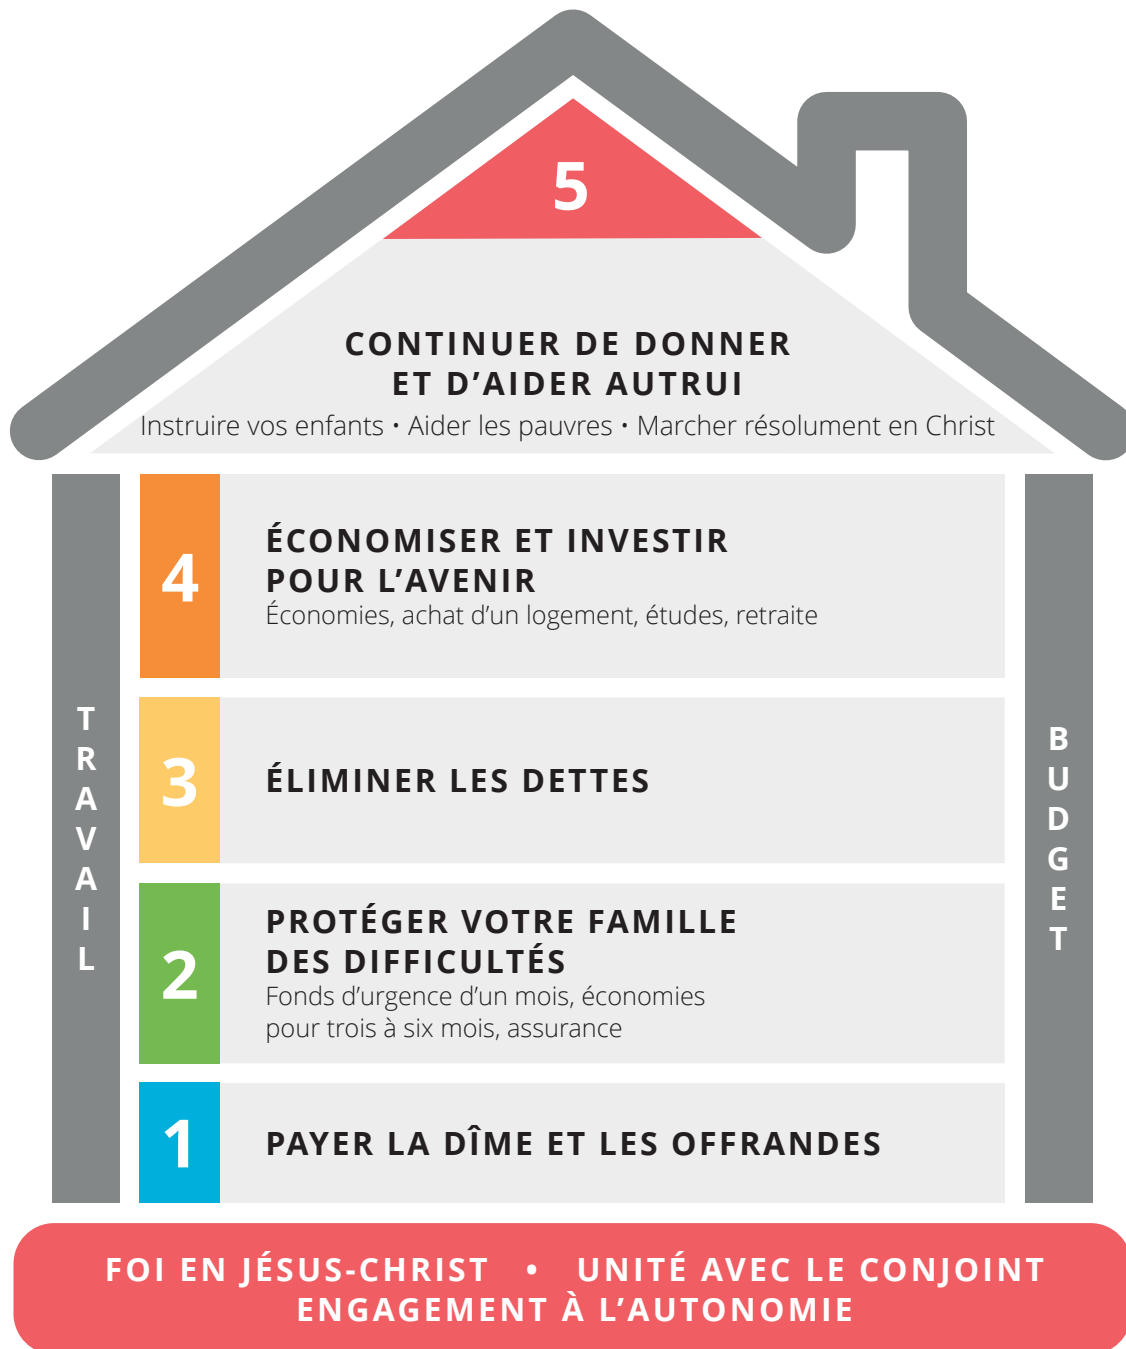 5
CONTINUER DE DONNER
ET D’AIDER AUTRUI
Instruire vos enfants • Aider les pauvres • Marcher résolument en Christ
TRAVAIL
4
ÉCONOMISER ET INVESTIR
POUR L’AVENIR
Économies, achat d’un logement, études, retraite
3
ÉLIMINER LES DETTES
2
PROTÉGER VOTRE FAMILLE
DES DIFFICULTÉS
Fonds d’urgence d’un mois, économies
pour trois à six mois, assurance
1
PAYER LA DÎME ET LES OFFRANDES
BUDGET
FOI EN JÉSUS-CHRIST • UNITÉ AVEC LE CONJOINT
ENGAGEMENT À L’AUTONOMIE